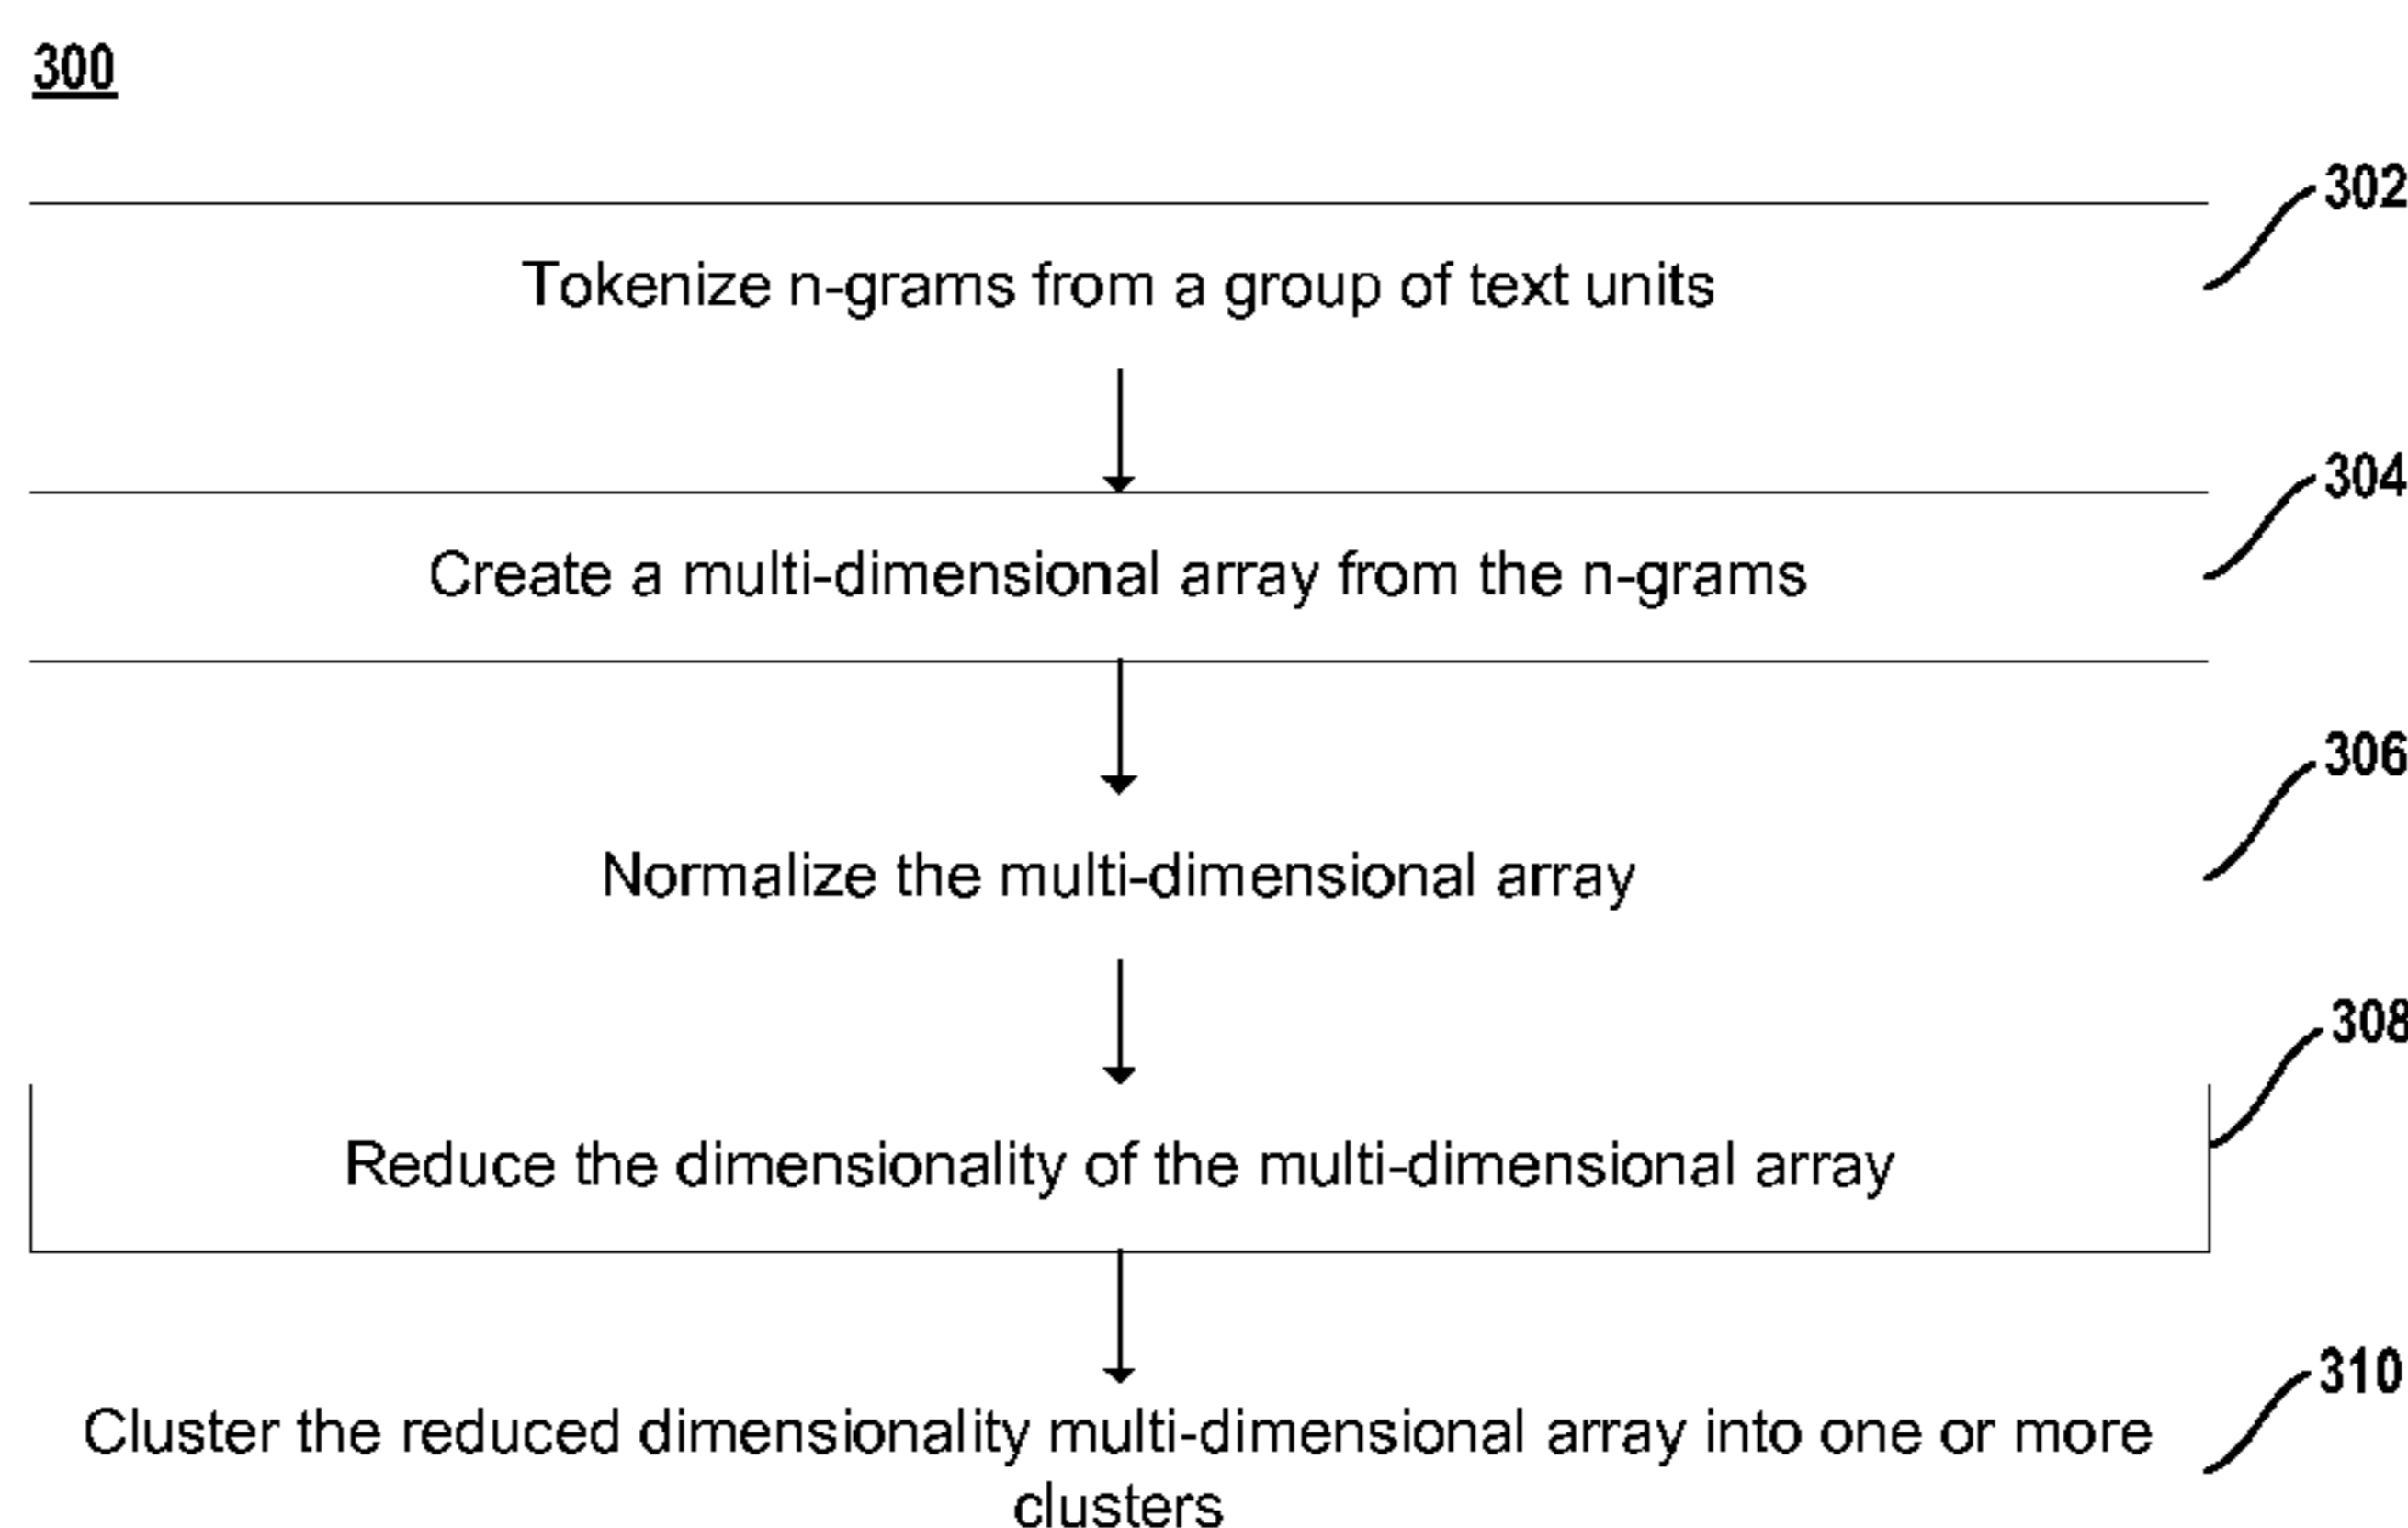 300
302
Tokenize n-grams from a group of text units
304
Create a multi-dimensional array from the n-grams
306
Normalize the multi-dimensional array
308
Reduce the dimensionality of the multi-dimensional array
310
Cluster the reduced dimensionality multi-dimensional array into one or more
clusters